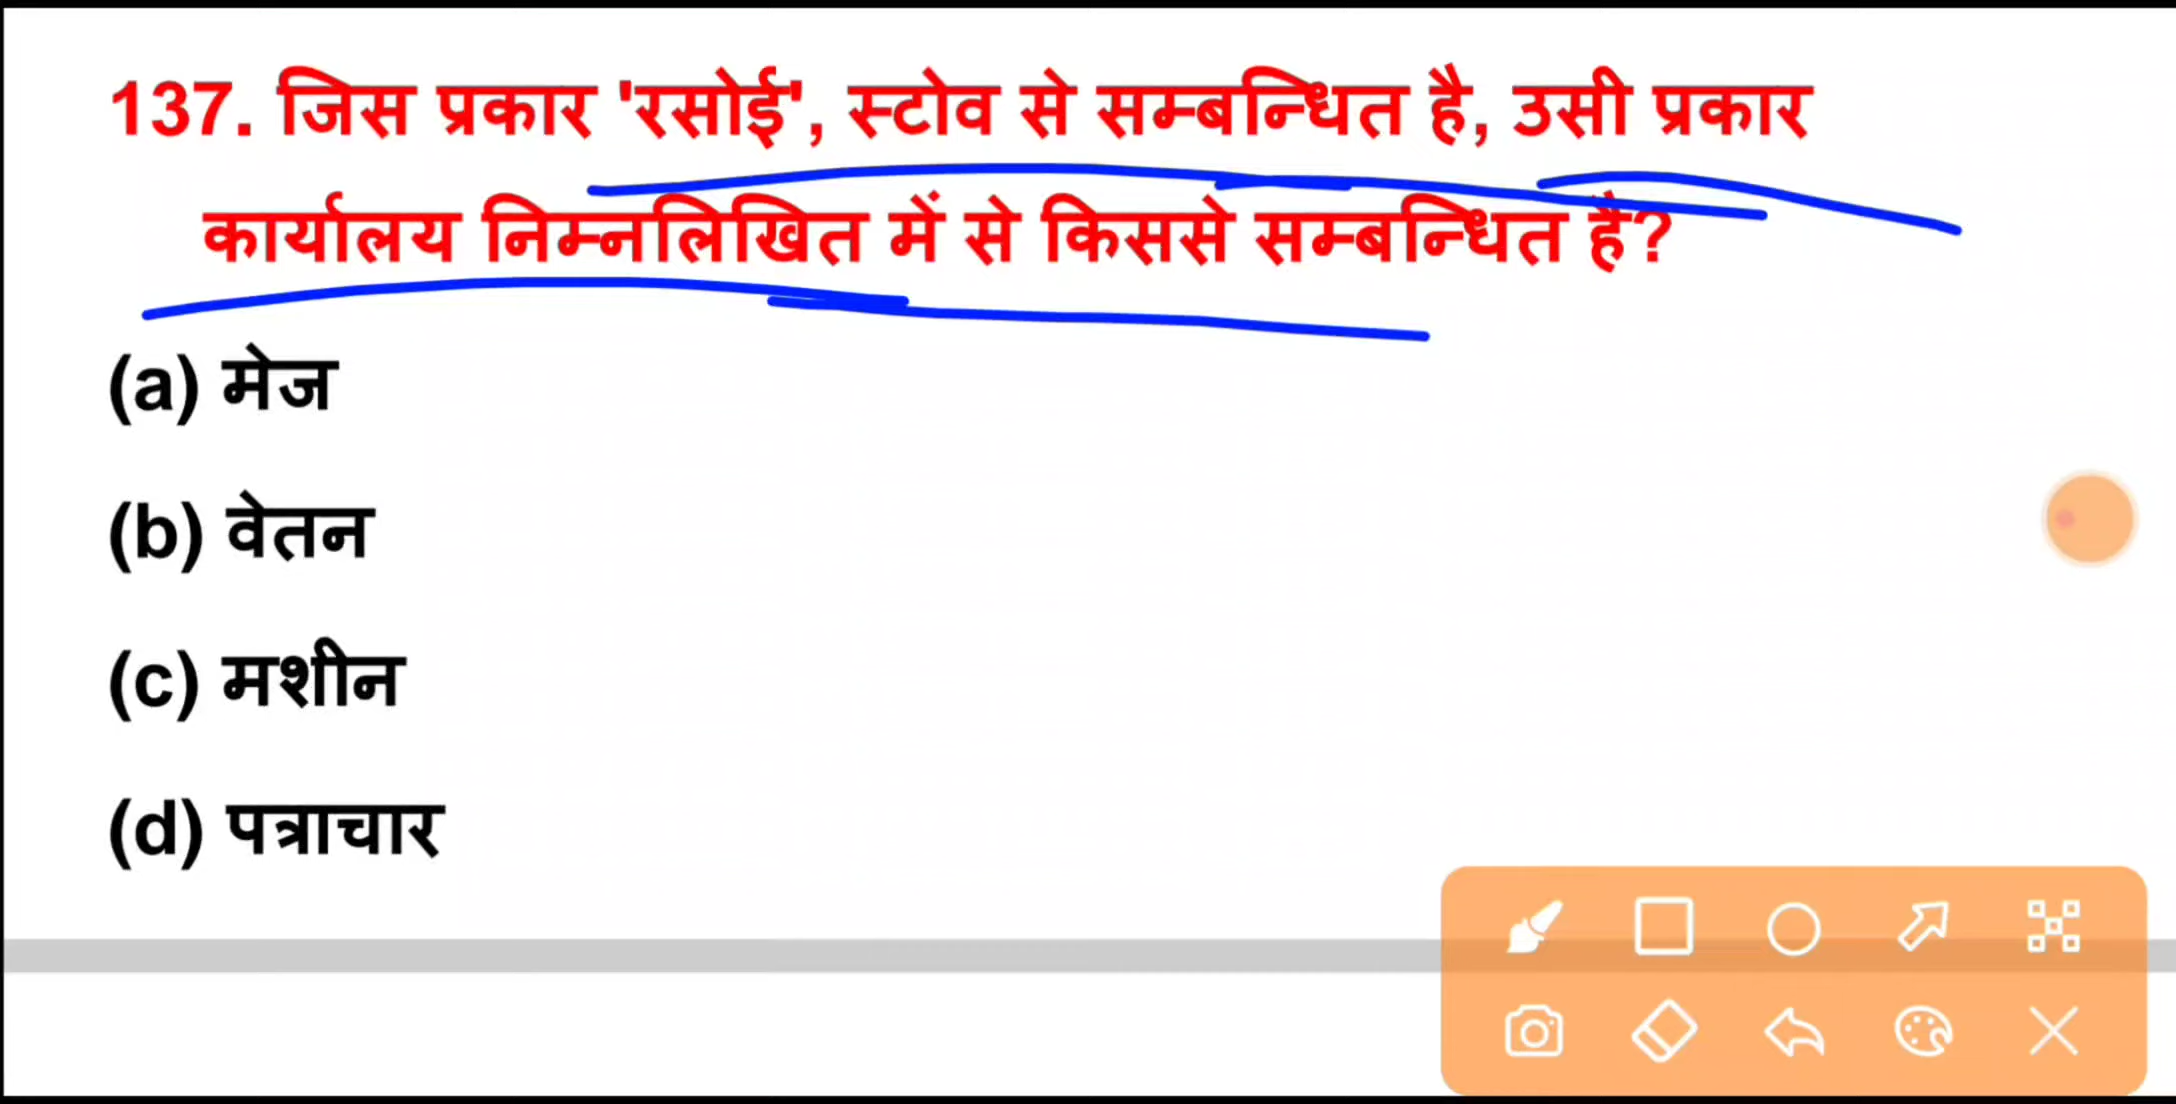 137. जिस प्रकार 'रसोई', स्टोव से सम्बन्धित है, उसी प्रकार
कार्यालय निम्नलिखित में से किससे सम्बन्धित है?
(a) मेज
(b) वेतन
(c) मशीन
(d) पत्राचार